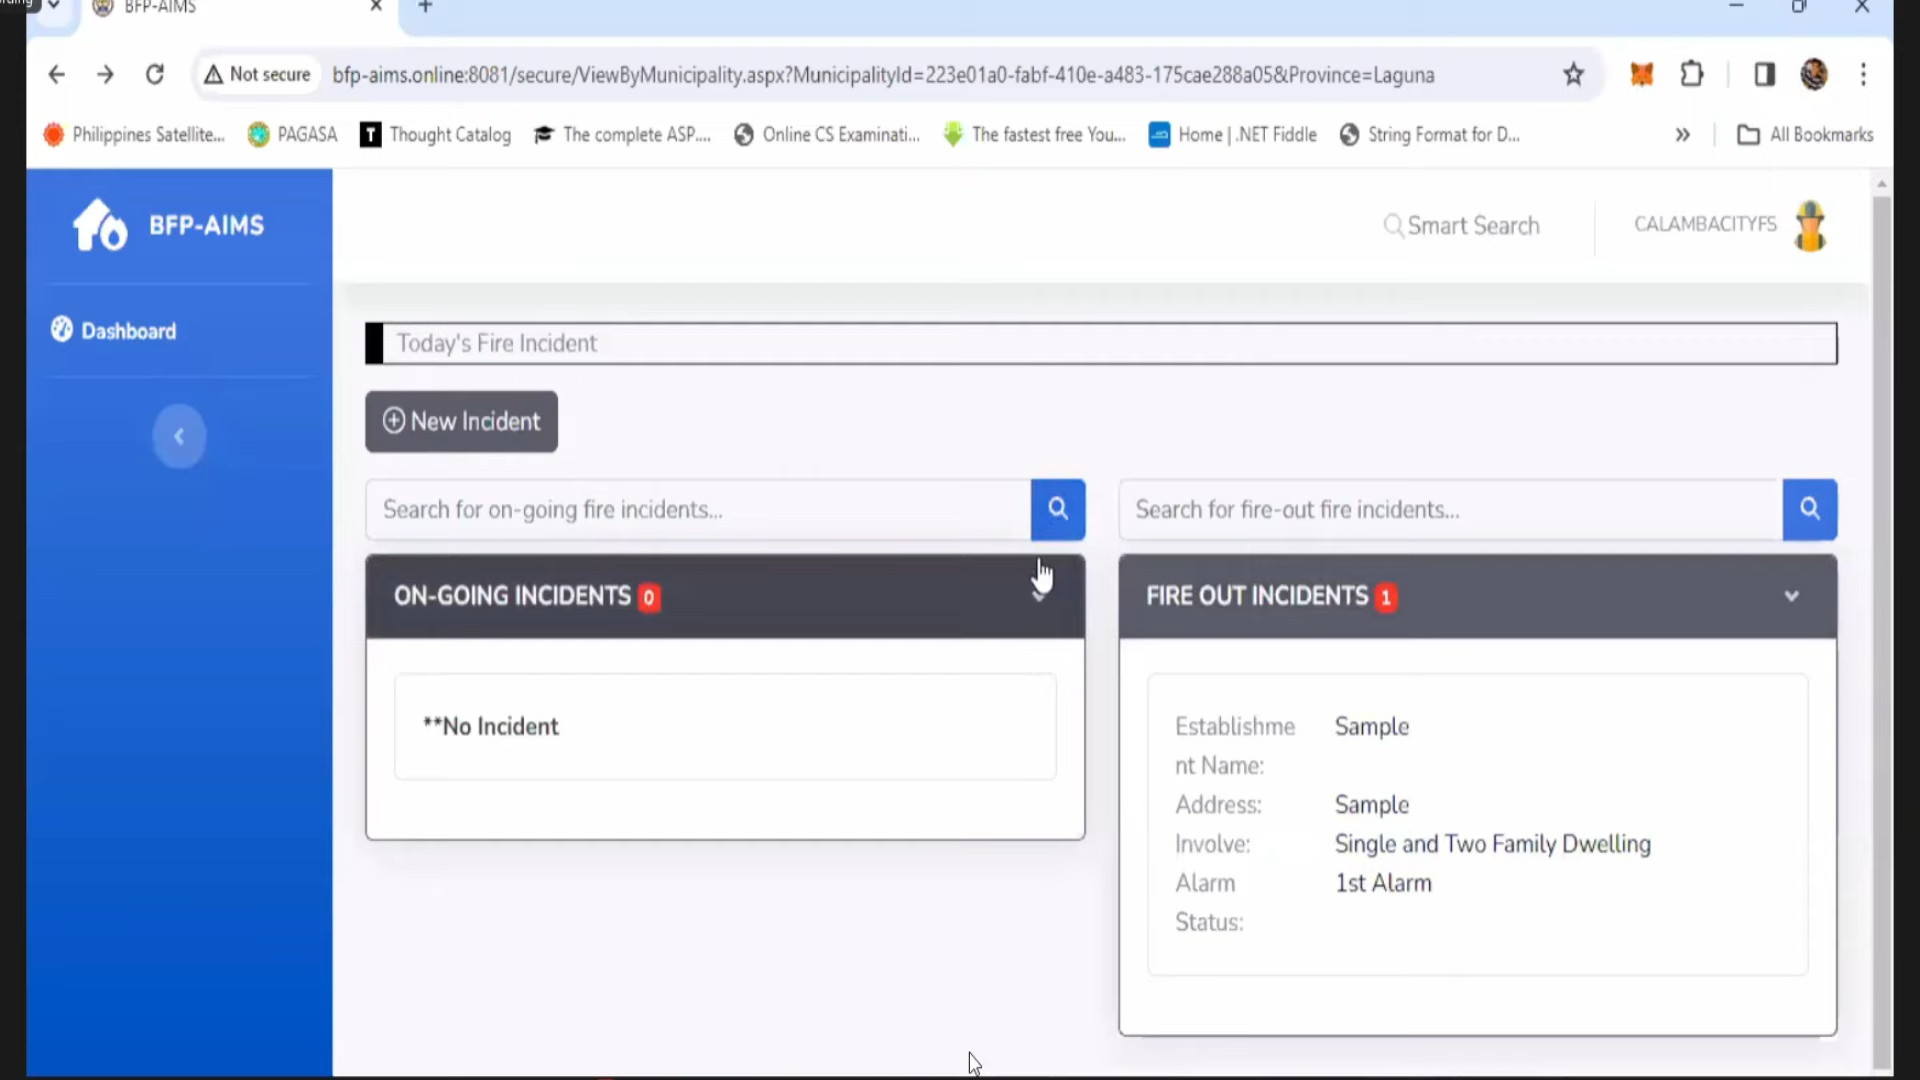 BFP-AIMS
Not secure
bfp-aims.online:8081/secure/ViewByMunicipality.aspx?MunicipalityId=223e01a0-fabf-410e-a483-175cae288a05&Province=Laguna
Philippines Satellite...
PAGASA
Thought Catalog
The complete ASP....
Online CS Examinati...
The fastest free You...
Home | .NET Fiddle
String Format for D...
All Bookmarks
BFP-AIMS
Smart Search
CALAMBACITYFS
Dashboard
Today's Fire Incident
New Incident
Search for on-going fire incidents...
Search for fire-out fire incidents...
ON-GOING INCIDENTS 0
FIRE OUT INCIDENTS 1
**No Incident
Establishme
nt Name:
Sample
Address:
Sample
Involve:
Single and Two Family Dwelling
Alarm
Status:
1st Alarm